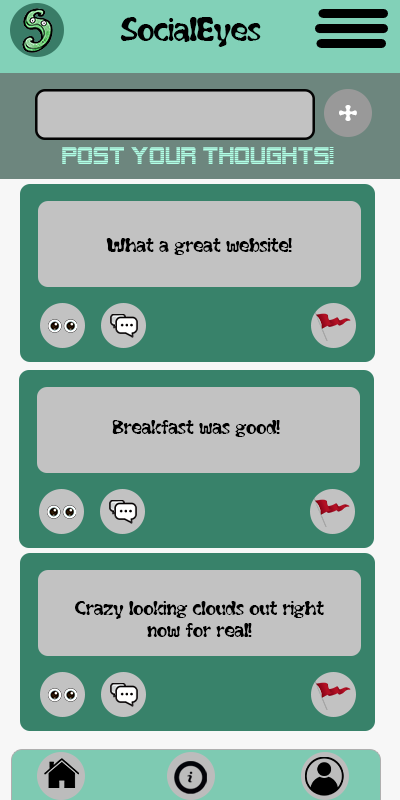 S
SocialEyes
POST YOUR THOUGHTS!
What a great website!
Breakfast was good!
Crazy looking clouds out right
now for real!
i